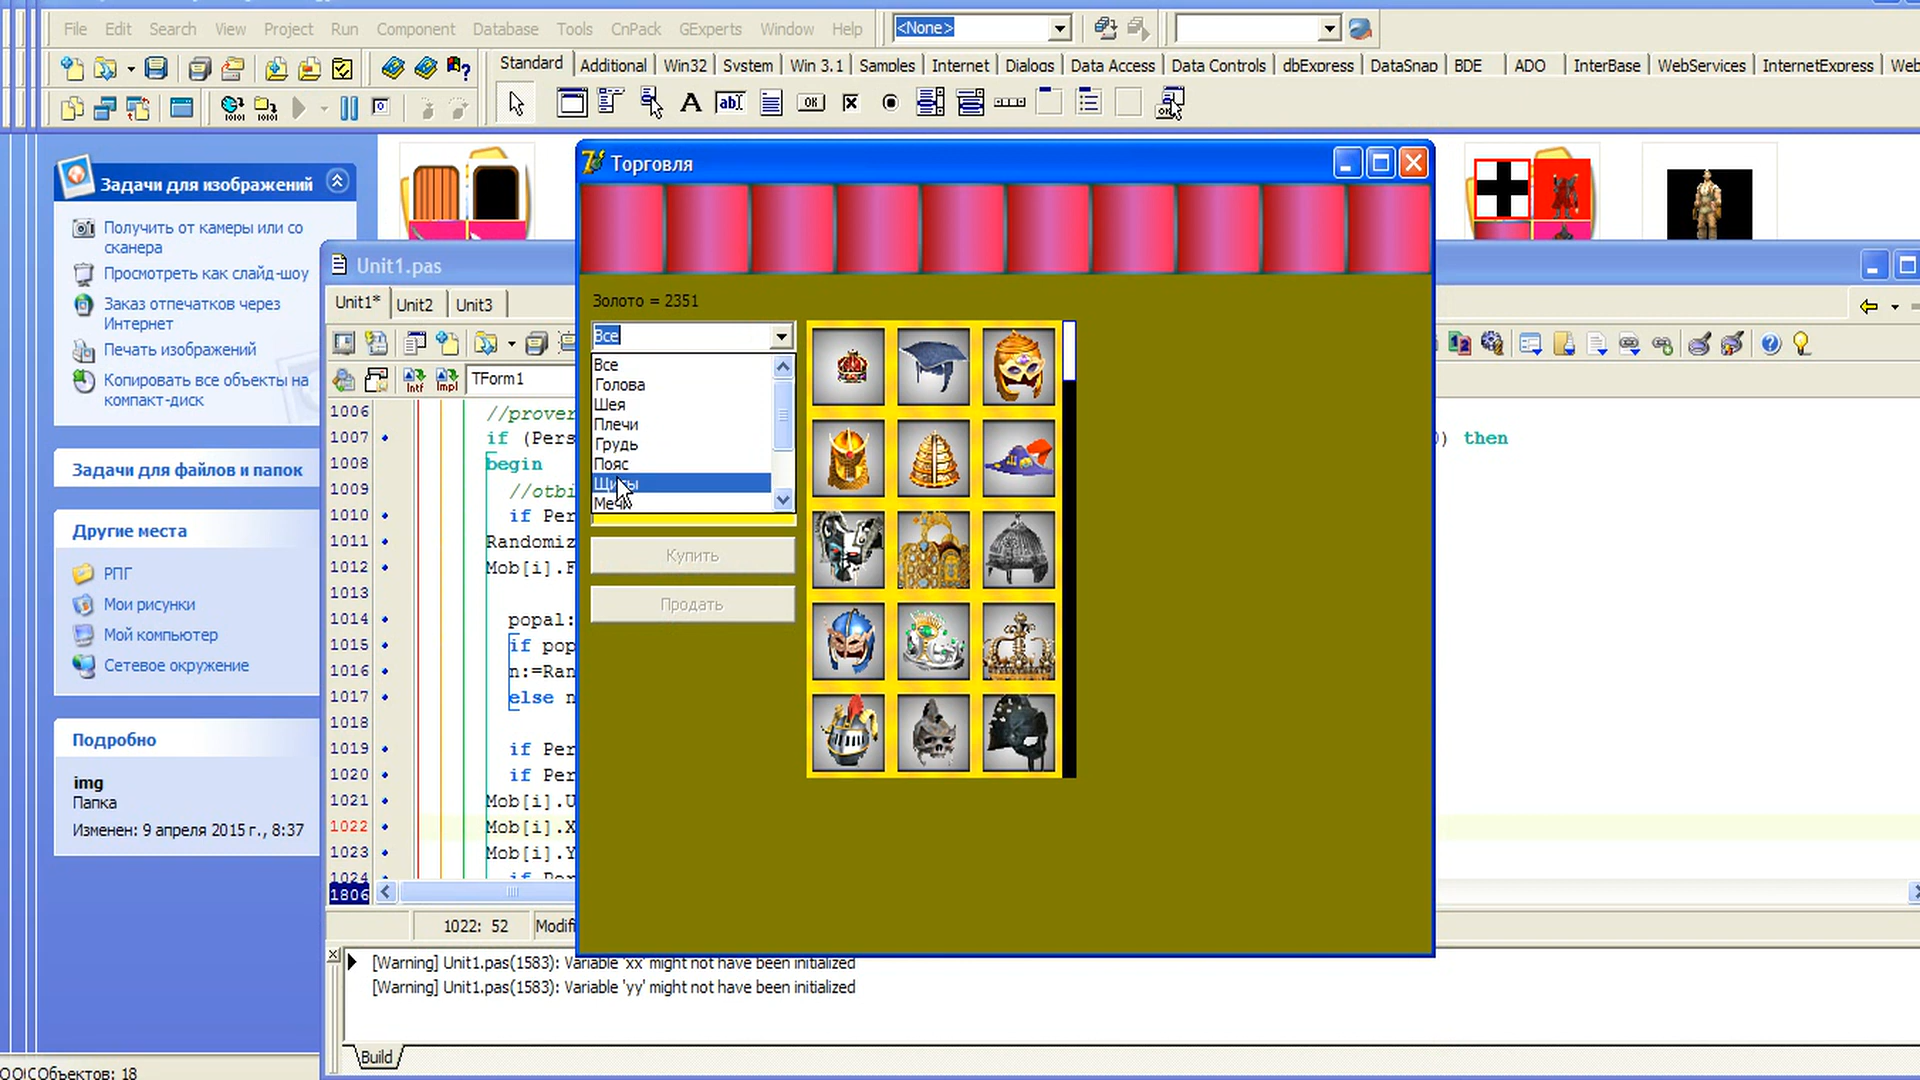 File Edit Search View Project Run Component Database Tools CnPack GExperts Window Help <None>
Standard Additional Win32 System Win 3.1 Samples Internet Dialogs Data Access Data Controls dbExpress DataSnap BDE ADO InterBase WebServices InternetExpress Web
Задачи для изображений
Получить от камеры или со
сканера
Просмотреть как слайд-шоу
Заказ отпечатков через
Интернет
Печать изображений
Копировать все объекты на
компакт-диск
Задачи для файлов и папок
Другие места
РПГ
Мои рисунки
Мой компьютер
Сетевое окружение
Подробно
img
Папка
Изменен: 9 апреля 2015 г., 8:37
Объектов: 18
Unit1.pas
Unit1* Unit2 Unit3
TForm1
1006 //prover
1007 if (Pers ) then
1008 begin
1009 //otbi
1010 if Per
1011 Randomiz
1012 Mob[i].F
1013
1014 popal:
1015 if pop
1016 n:=Ran
1017 else n
1018
1019 if Per
1020 if Per
1021 Mob[i].U
1022 Mob[i].X
1023 Mob[i].Y
1024 if Per
1806
1022: 52 Modifi
[Warning] Unit1.pas(1583): Variable 'xx' might not have been initialized
[Warning] Unit1.pas(1583): Variable 'yy' might not have been initialized
Build
Торговля
Золото = 2351
Все
Все
Голова
Шея
Плечи
Грудь
Пояс
Щиты
Мечи
Купить
Продать